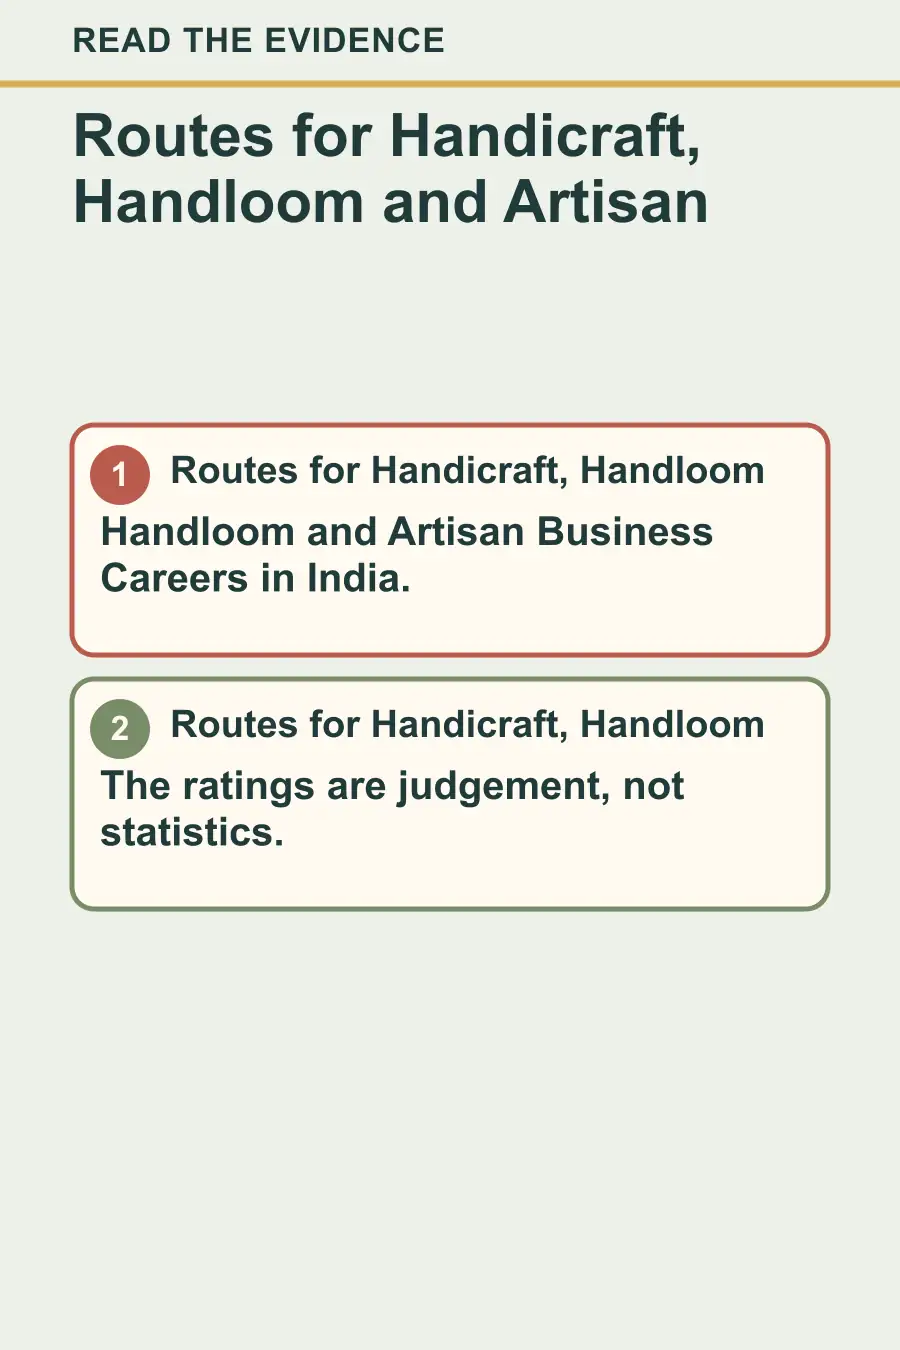 READ THE EVIDENCE
Routes for Handicraft,
Handloom and Artisan
1 Routes for Handicraft, Handloom
Handloom and Artisan Business
Careers in India.
2 Routes for Handicraft, Handloom
The ratings are judgement, not
statistics.